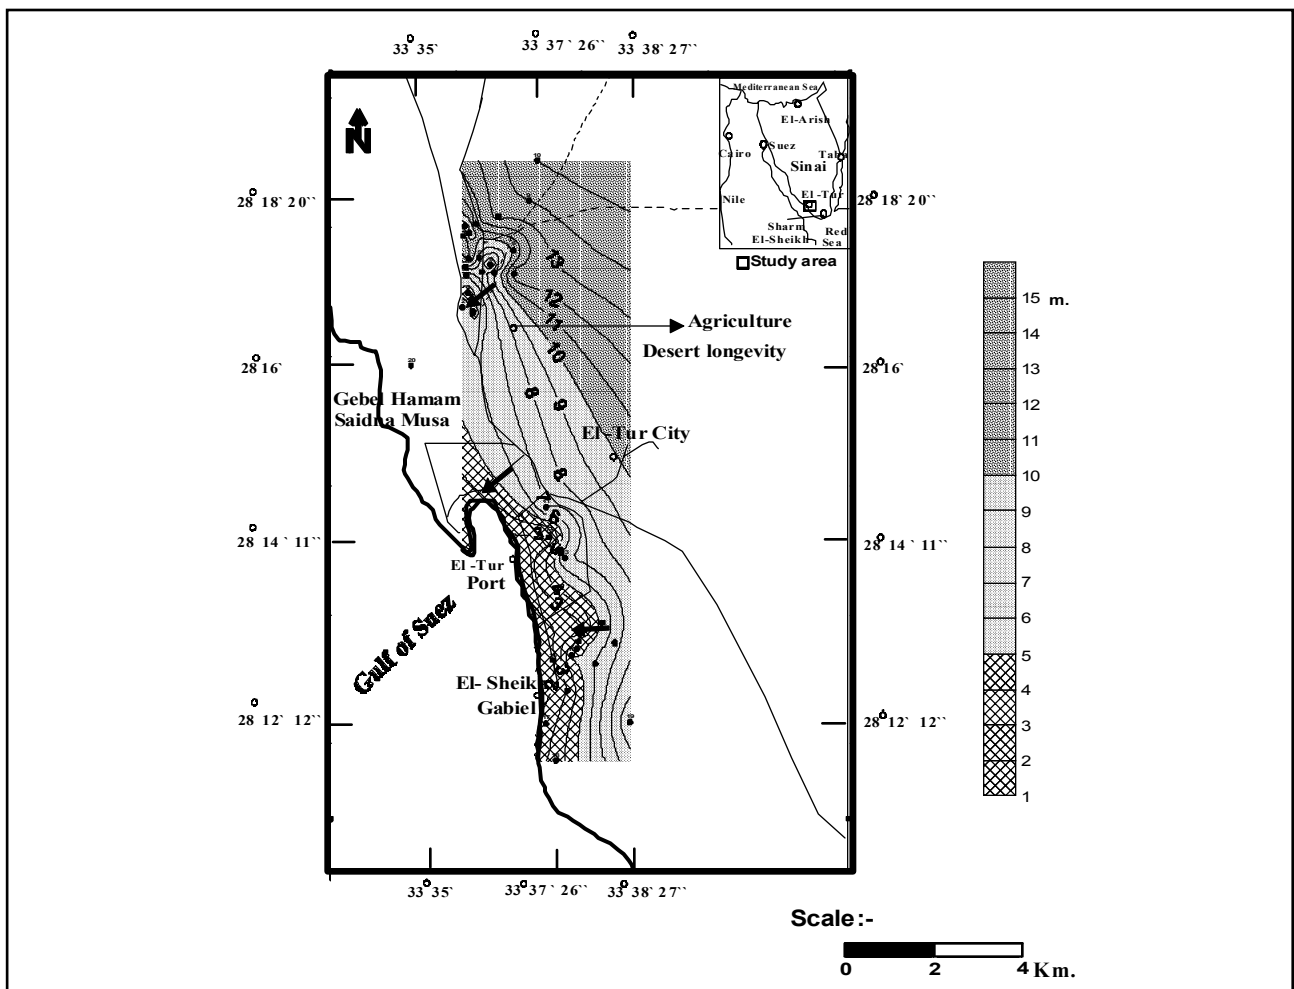 33 35` 33 37` 26`` 33 38` 27``
N
Mediterranean Sea
El-Arish
Cairo
Suez
Sinai
Taba
Nile
El-Tur
Sharm
El-Sheikh
Red
Sea
28 18` 20`` 28 18` 20``
Study area
13
12
11
10
Agriculture
Desert longevity
28 16` 28 16`
8
9
Gebel Hamam
Saidna Musa
El-Tur City
8
7
6
28 14` 11`` 28 14` 11``
El-Tur
Port
Gulf of Suez
El- Sheik
Gabiel
28 12` 12`` 28 12` 12``
33 35` 33 37` 26`` 33 38` 27``
15 m.
14
13
12
11
10
9
8
7
6
5
4
3
2
1
Scale:-
0 2 4 Km.